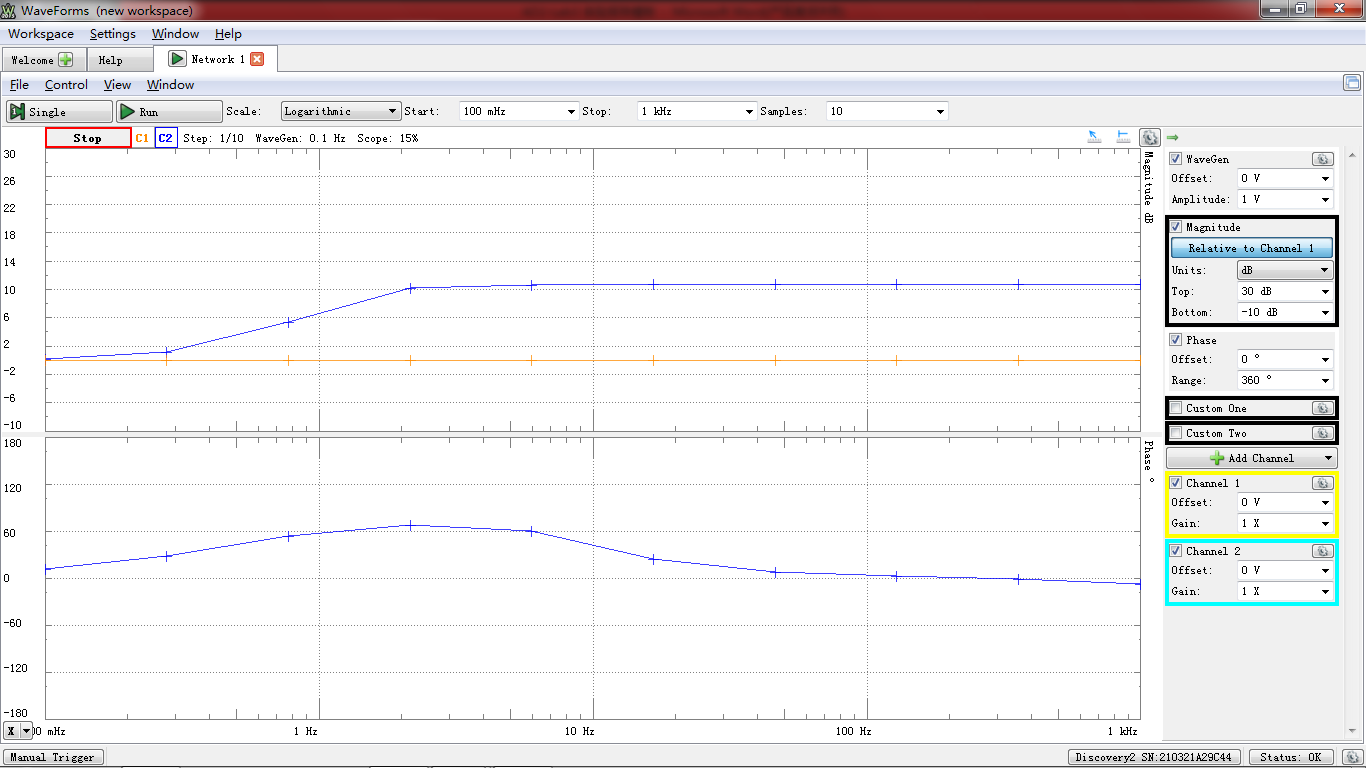 WaveForms (new workspace)
Workspace Settings Window Help
Welcome Help Network 1
File Control View Window
Single Run Scale: Logarithmic Start: 100 mHz Stop: 1 kHz Samples: 10
Stop C1 C2 Step: 1/10 WaveGen: 0.1 Hz Scope: 15%
30
26
22
18
14
10
6
2
-2
-6
-10
Magnitude dB
180
120
60
0
-60
-120
-180
Phase °
X 00 mHz 1 Hz 10 Hz 100 Hz 1 kHz
WaveGen
Offset: 0 V
Amplitude: 1 V
Magnitude
Relative to Channel 1
Units: dB
Top: 30 dB
Bottom: -10 dB
Phase
Offset: 0 °
Range: 360 °
Custom One
Custom Two
Add Channel
Channel 1
Offset: 0 V
Gain: 1 X
Channel 2
Offset: 0 V
Gain: 1 X
Manual Trigger Discovery2 SN:210321A29C44 Status: OK